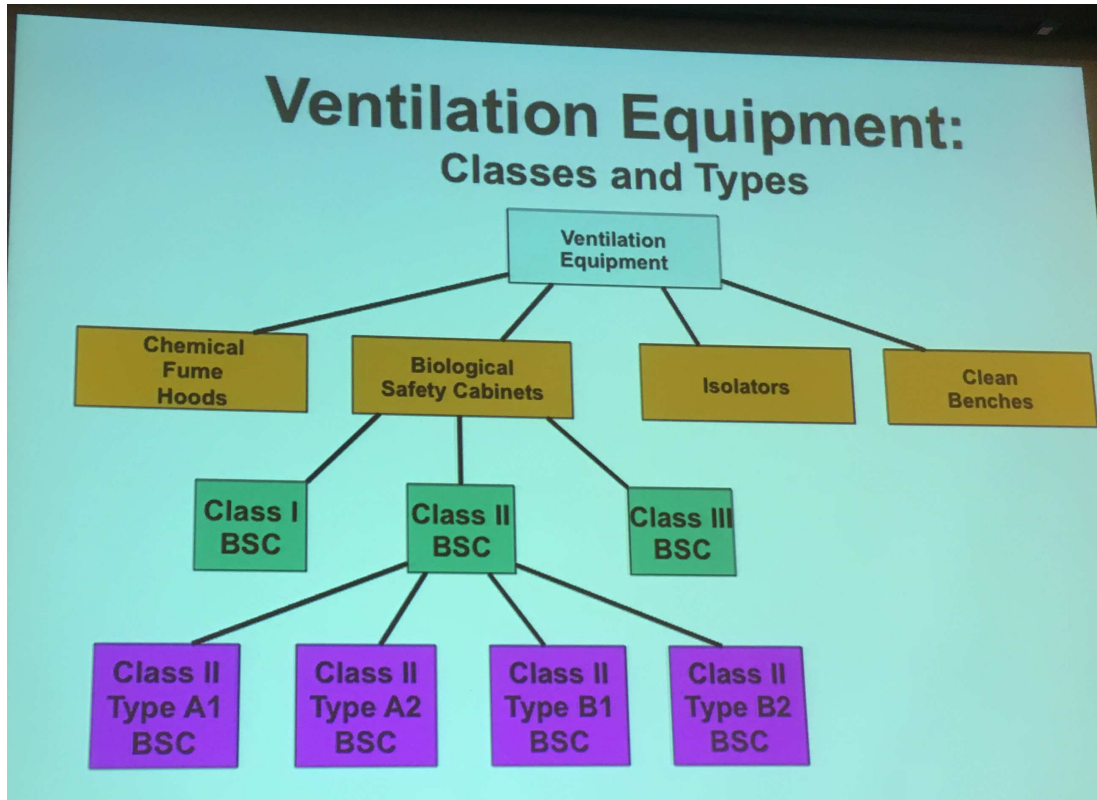 Ventilation Equipment:
Classes and Types
Ventilation
Equipment
Chemical
Fume
Hoods
Biological
Safety Cabinets
Isolators
Clean
Benches
Class I
BSC
Class II
BSC
Class III
BSC
Class II
Type A1
BSC
Class II
Type A2
BSC
Class II
Type B1
BSC
Class II
Type B2
BSC